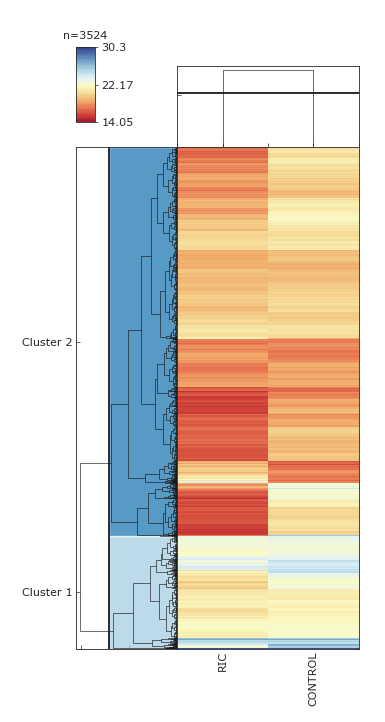 n=3524
30.3
22.17
14.05
Cluster 2
Cluster 1
RIC
CONTROL